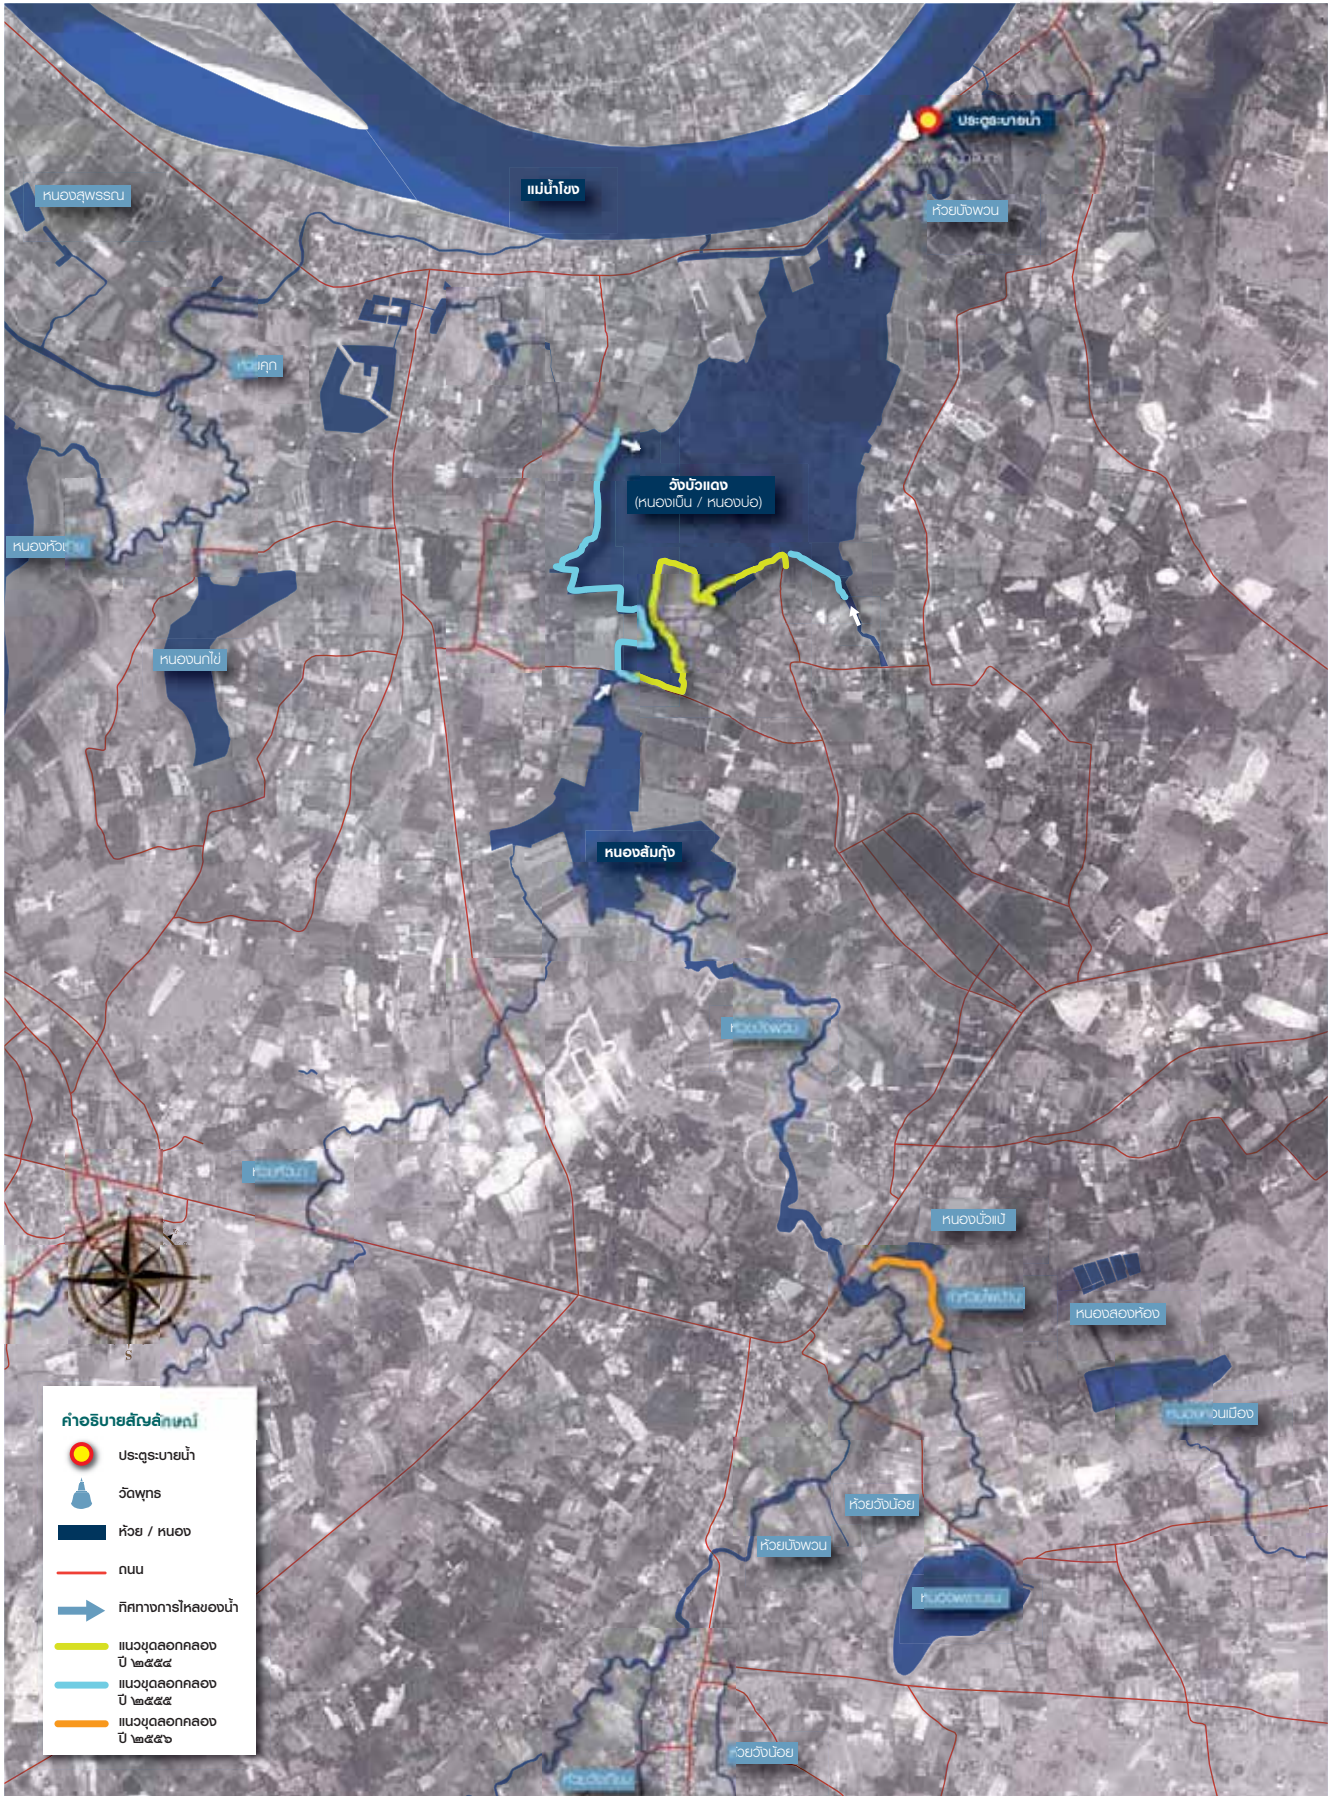 ประตูระบายน้ำ
แม่น้ำโขง
หนองสุพรรณ
ห้วยบังพวน
ห้วยคุก
วังบัวแดง
(หนองเบ็น / หนองบ่อ)
หนองนกไข่
หนองส้มกุ้ง
ห้วยบังพวน
หนองบัวแป้
หนองสองห้อง
ห้วยวังน้อย
ห้วยบังพวน
ห้วยวังน้อย
S
คำอธิบายสัญลักษณ์
ประตูระบายน้ำ
วัดพุทธ
ห้วย / หนอง
ถนน
ทิศทางการไหลของน้ำ
แนวขุดลอกคลอง
ปี ๒๕๕๔
แนวขุดลอกคลอง
ปี ๒๕๕๕
แนวขุดลอกคลอง
ปี ๒๕๕๖